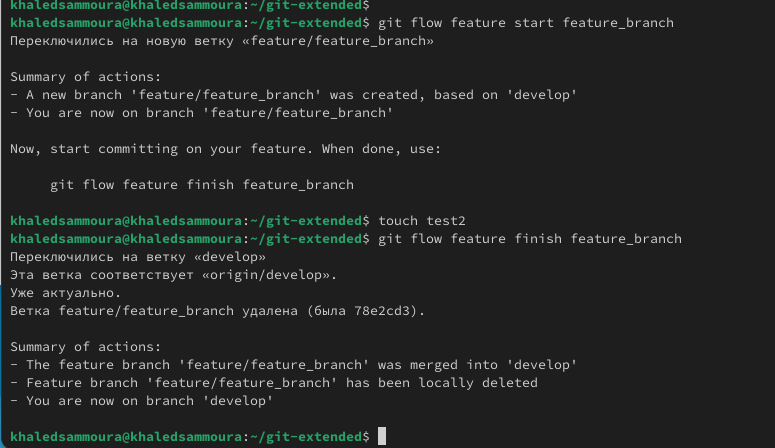 khaledsammoura@khaledsammoura:~/git-extended$
khaledsammoura@khaledsammoura:~/git-extended$ git flow feature start feature_branch
Переключились на новую ветку «feature/feature_branch»
Summary of actions:
- A new branch 'feature/feature_branch' was created, based on 'develop'
- You are now on branch 'feature/feature_branch'
Now, start committing on your feature. When done, use:
git flow feature finish feature_branch
khaledsammoura@khaledsammoura:~/git-extended$ touch test2
khaledsammoura@khaledsammoura:~/git-extended$ git flow feature finish feature_branch
Переключились на ветку «develop»
Эта ветка соответствует «origin/develop».
Уже актуально.
Ветка feature/feature_branch удалена (была 78e2cd3).
Summary of actions:
- The feature branch 'feature/feature_branch' was merged into 'develop'
- Feature branch 'feature/feature_branch' has been locally deleted
- You are now on branch 'develop'
khaledsammoura@khaledsammoura:~/git-extended$